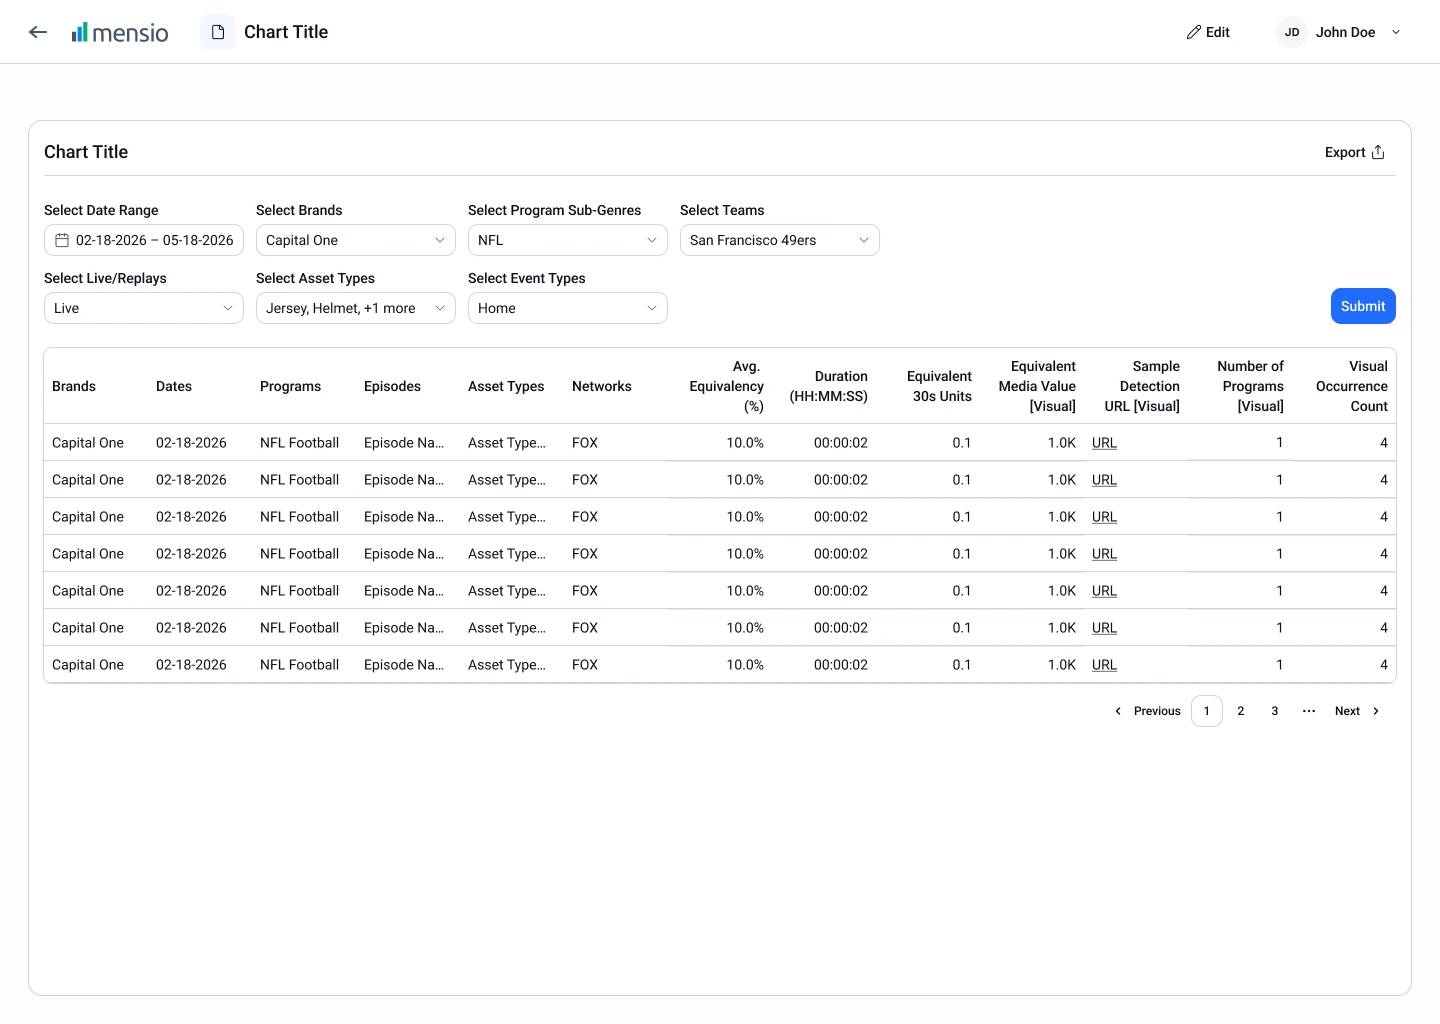 mensio
Chart Title
Edit
JD
John Doe
Chart Title
Export
Select Date Range
Select Brands
Select Program Sub-Genres
Select Teams
02-18-2026 – 05-18-2026
Capital One
NFL
San Francisco 49ers
Select Live/Replays
Select Asset Types
Select Event Types
Live
Jersey, Helmet, +1 more
Home
Submit
Brands
Dates
Programs
Episodes
Asset Types
Networks
Avg.
Equivalency
(%)
Duration
(HH:MM:SS)
Equivalent
30s Units
Equivalent
Media Value
[Visual]
Sample
Detection
URL [Visual]
Number of
Programs
[Visual]
Visual
Occurrence
Count
Capital One 02-18-2026 NFL Football Episode Na... Asset Type... FOX 10.0% 00:00:02 0.1 1.0K URL 1 4
Capital One 02-18-2026 NFL Football Episode Na... Asset Type... FOX 10.0% 00:00:02 0.1 1.0K URL 1 4
Capital One 02-18-2026 NFL Football Episode Na... Asset Type... FOX 10.0% 00:00:02 0.1 1.0K URL 1 4
Capital One 02-18-2026 NFL Football Episode Na... Asset Type... FOX 10.0% 00:00:02 0.1 1.0K URL 1 4
Capital One 02-18-2026 NFL Football Episode Na... Asset Type... FOX 10.0% 00:00:02 0.1 1.0K URL 1 4
Capital One 02-18-2026 NFL Football Episode Na... Asset Type... FOX 10.0% 00:00:02 0.1 1.0K URL 1 4
Capital One 02-18-2026 NFL Football Episode Na... Asset Type... FOX 10.0% 00:00:02 0.1 1.0K URL 1 4
Previous 1 2 3 ... Next